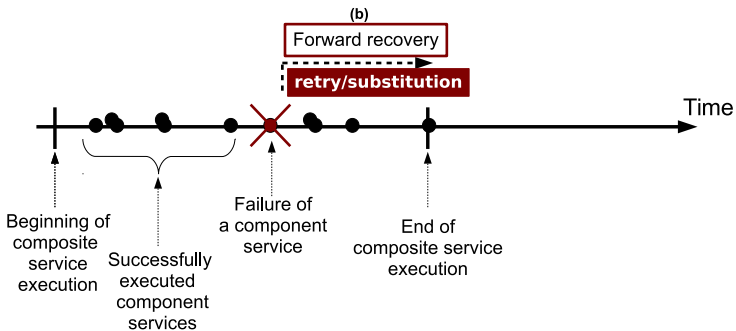 (b)
Forward recovery
retry/substitution
Time
Beginning of
composite
service
execution
Successfully
executed
component
services
Failure of
a component
service
End of
composite service
execution